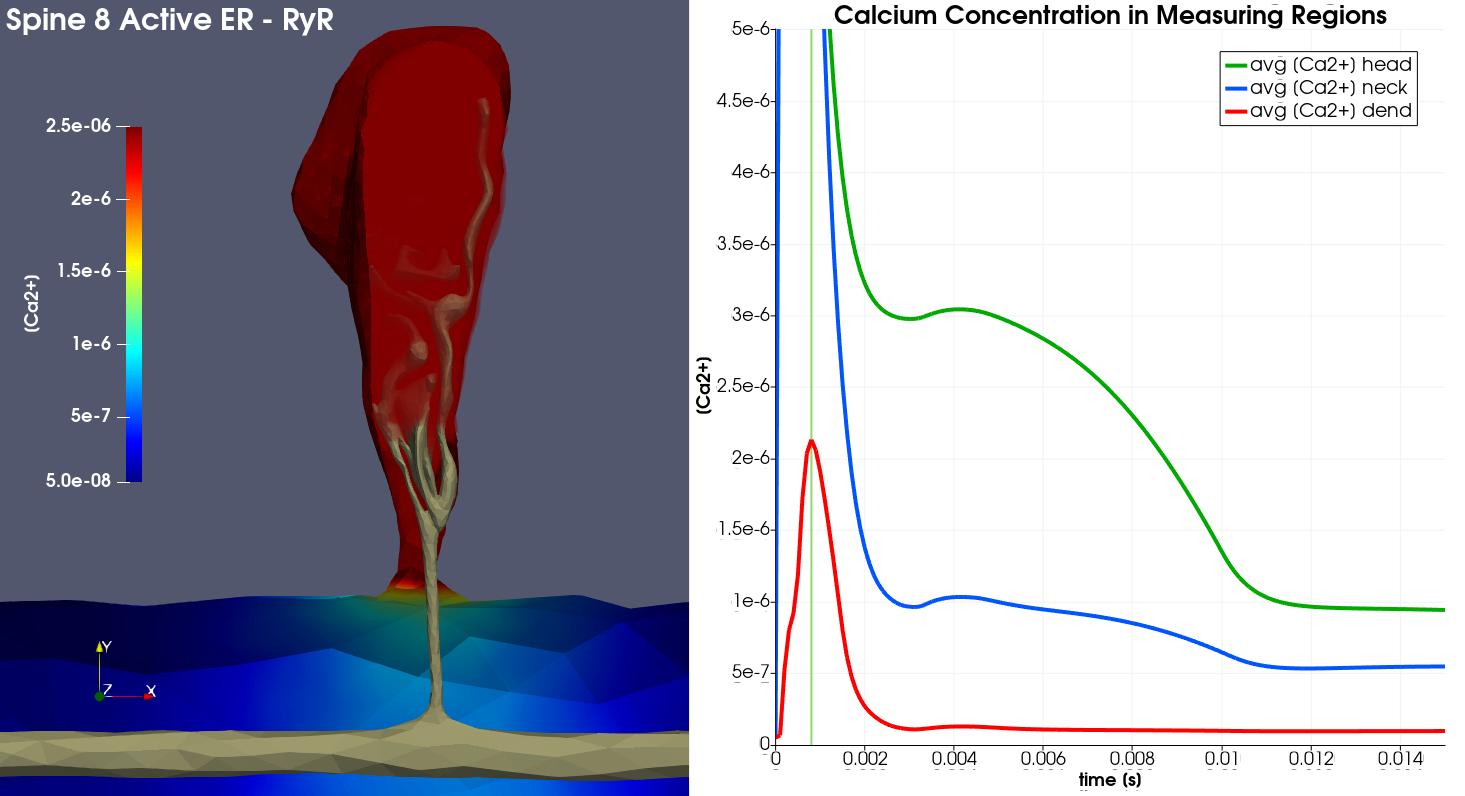 Spine 8 Active ER - RyR
2.5e-06
2e-6
1.5e-6
1e-6
5e-7
5.0e-08
(Ca2+)
Y
Z
X
Calcium Concentration in Measuring Regions
avg (Ca2+) head
avg (Ca2+) neck
avg (Ca2+) dend
5e-6
4.5e-6
4e-6
3.5e-6
3e-6
2.5e-6
2e-6
1.5e-6
1e-6
5e-7
0
(Ca2+)
0 0.002 0.004 0.006 0.008 0.01 0.012 0.014
time (s)